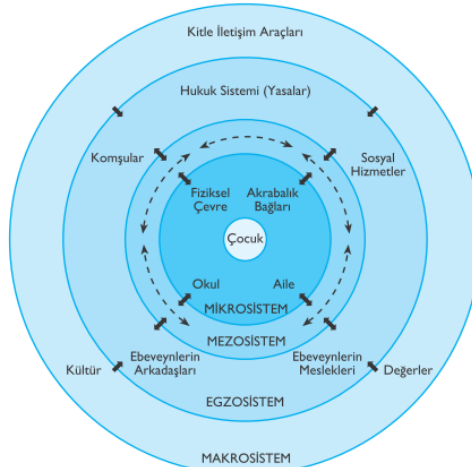 Kitle İletişim Araçları
Hukuk Sistemi (Yasalar)
Komşular
Sosyal
Hizmetler
Fiziksel
Çevre
Akrabalık
Bağları
Çocuk
Okul
Aile
MİKROSİSTEM
MEZOSİSTEM
Kültür
Ebeveynlerin
Arkadaşları
Ebeveynlerin
Meslekleri
Değerler
EGZOSİSTEM
MAKROSİSTEM